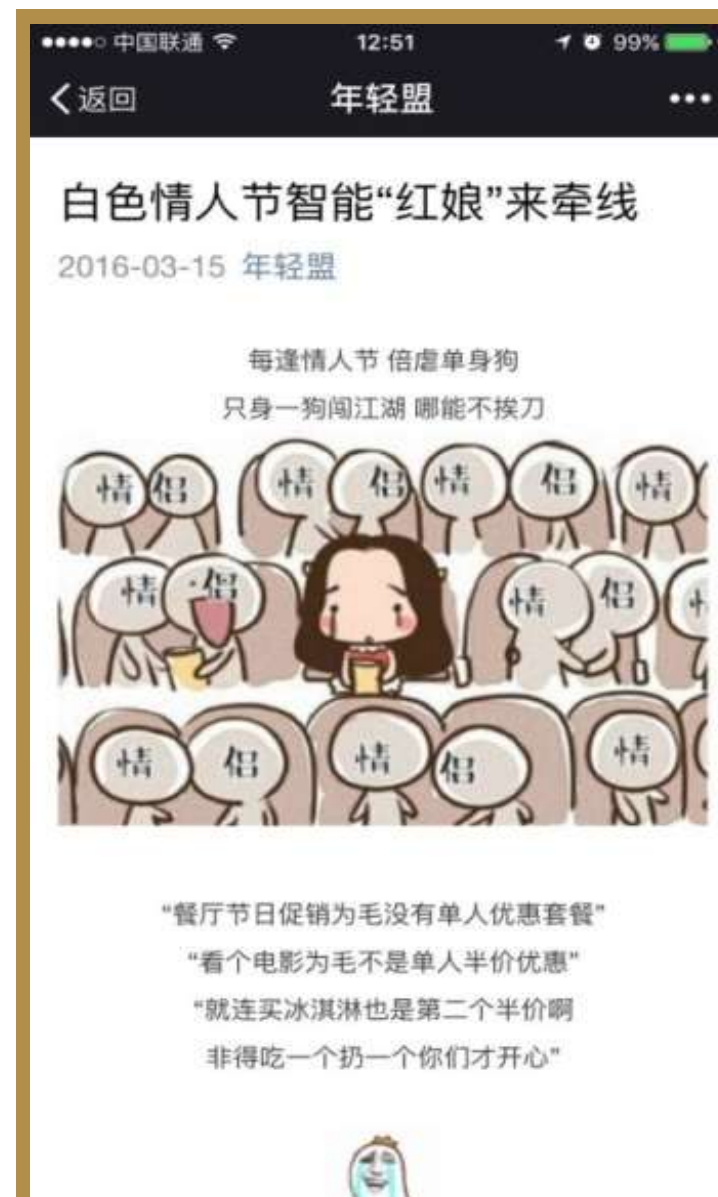 中国联通 12:51 99%
返回 年轻盟
白色情人节智能“红娘”来牵线
2016-03-15 年轻盟
每逢情人节 倍虐单身狗
只身一狗闯江湖 哪能不挨刀
情 侣 情 侣 情 侣 情
情 侣 情 侣 情
情 侣 情 侣 情
“餐厅节日促销为毛没有单人优惠套餐”
“看个电影为毛不是单人半价优惠”
“就连买冰淇淋也是第二个半价啊
非得吃一个扔一个你们才开心”